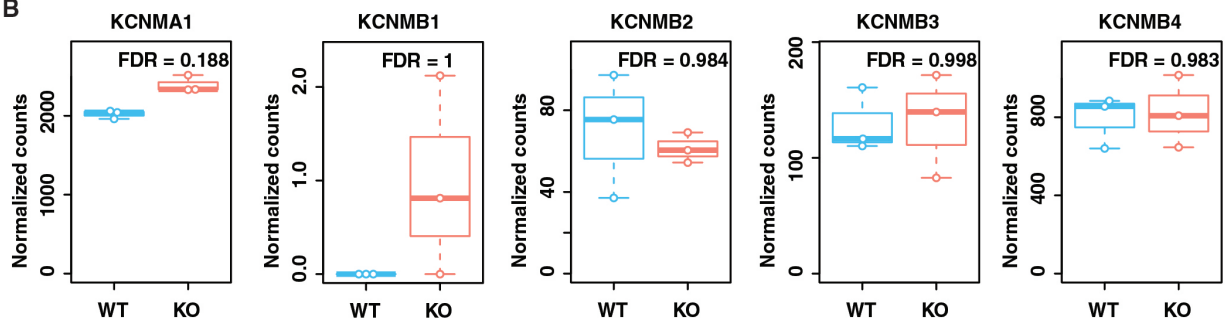 B
KCNMA1
FDR = 0.188
Normalized counts
0
1000
2000
WT
KO
KCNMB1
FDR = 1
Normalized counts
0.0
1.0
2.0
WT
KO
KCNMB2
FDR = 0.984
Normalized counts
0
40
80
WT
KO
KCNMB3
FDR = 0.998
Normalized counts
0
100
200
WT
KO
KCNMB4
FDR = 0.983
Normalized counts
0
400
800
WT
KO